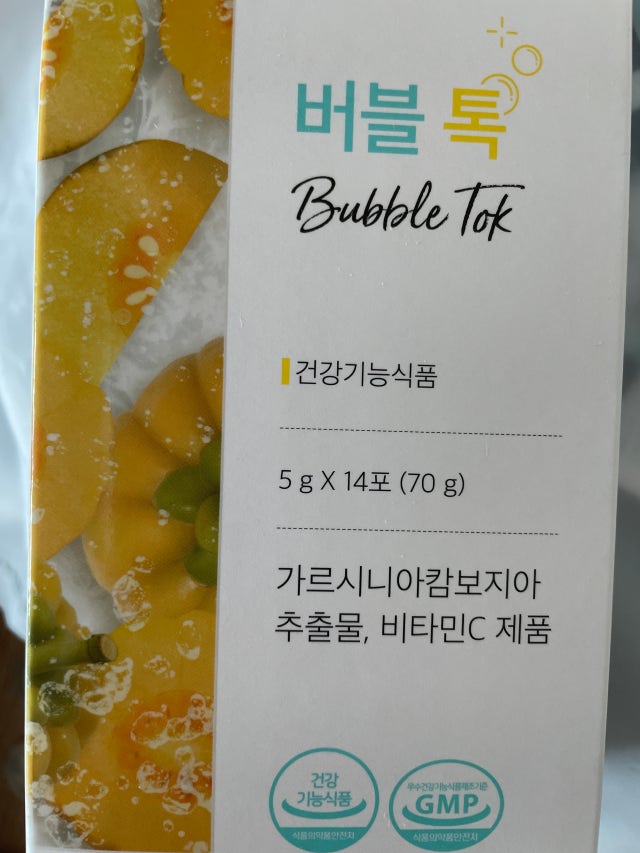 버블 톡
Bubble Tok
건강기능식품
5 g X 14포 (70 g)
가르시니아캄보지아
추출물, 비타민C 제품
건강
기능식품
식품의약품안전처
우수건강기능식품제조기준
GMP
식품의약품안전처